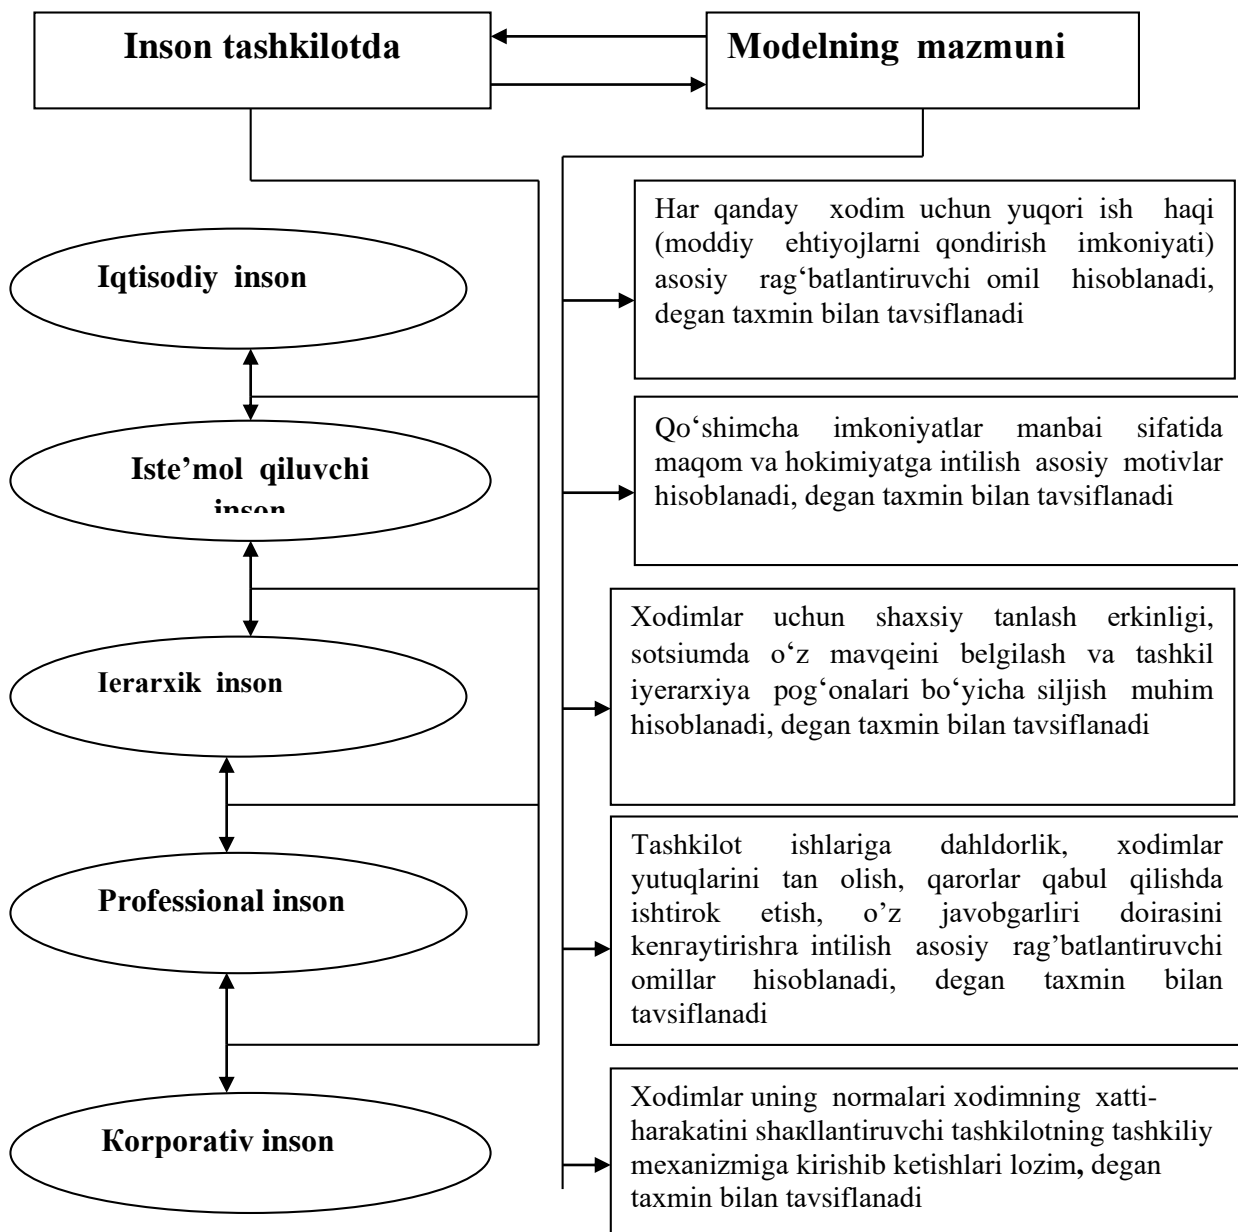 Inson tashkilotda
Modelning mazmuni
Iqtisodiy inson
Har qanday xodim uchun yuqori ish haqi
(moddiy ehtiyojlarni qondirish imkoniyati)
asosiy rag‘batlantiruvchi omil hisoblanadi,
degan taxmin bilan tavsiflanadi
Iste’mol qiluvchi
inson
Qo‘shimcha imkoniyatlar manbai sifatida
maqom va hokimiyatga intilish asosiy motivlar
hisoblanadi, degan taxmin bilan tavsiflanadi
Ierarxik inson
Xodimlar uchun shaxsiy tanlash erkinligi,
sotsiumda o‘z mavqeini belgilash va tashkil
iyerarxiya pog‘onalari bo‘yicha siljish muhim
hisoblanadi, degan taxmin bilan tavsiflanadi
Professional inson
Tashkilot ishlariga dahldorlik, xodimlar
yutuqlarini tan olish, qarorlar qabul qilishda
ishtirok etish, o’z javobgarliгi doirasini
kenгaytirishгa intilish asosiy rag’batlantiruvchi
omillar hisoblanadi, degan taxmin bilan
tavsiflanadi
Кorporativ inson
Xodimlar uning normalari xodimning xatti-
harakatini shaкllantiruvchi tashkilotning tashkiliy
mexanizmiga kirishib ketishlari lozim, degan
taxmin bilan tavsiflanadi